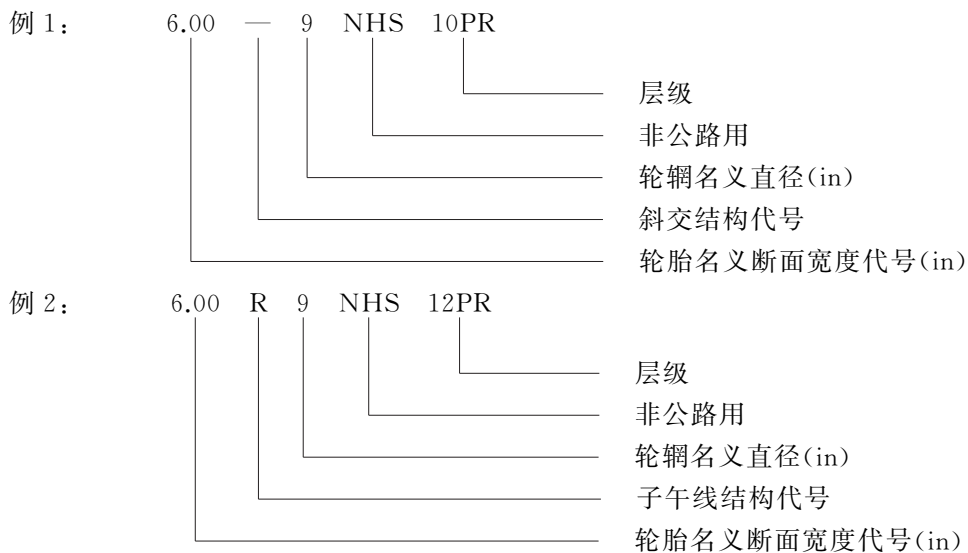 例 1： 6.00 — 9 NHS 10PR
层级
非公路用
轮辋名义直径(in)
斜交结构代号
轮胎名义断面宽度代号(in)
例 2： 6.00 R 9 NHS 12PR
层级
非公路用
轮辋名义直径(in)
子午线结构代号
轮胎名义断面宽度代号(in)